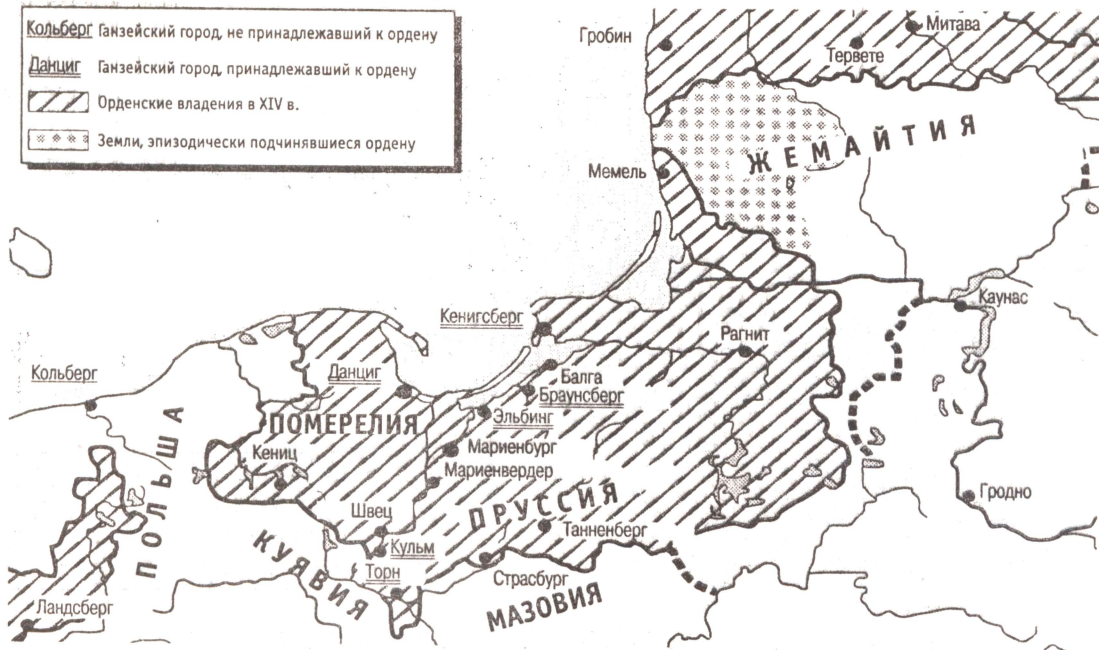 Кольберг Ганзейский город, не принадлежавший к ордену
Данциг Ганзейский город, принадлежавший к ордену
Орденские владения в XIV в.
Земли, эпизодически подчинявшиеся ордену
Гробин
Митава
Тервете
ЖЕМАЙТИЯ
Мемель
Каунас
Кенигсберг
Рагнит
Кольберг
Данциг
Балга
Браунсберг
Эльбинг
ПОМЕРЕЛИЯ
ПОЛЬША
Мариенбург
Кениц
Мариенвердер
Гродно
ПРУССИЯ
Швец
Танненберг
Кульм
КУЯВИЯ
Торн
Страсбург
МАЗОВИЯ
Ландсберг